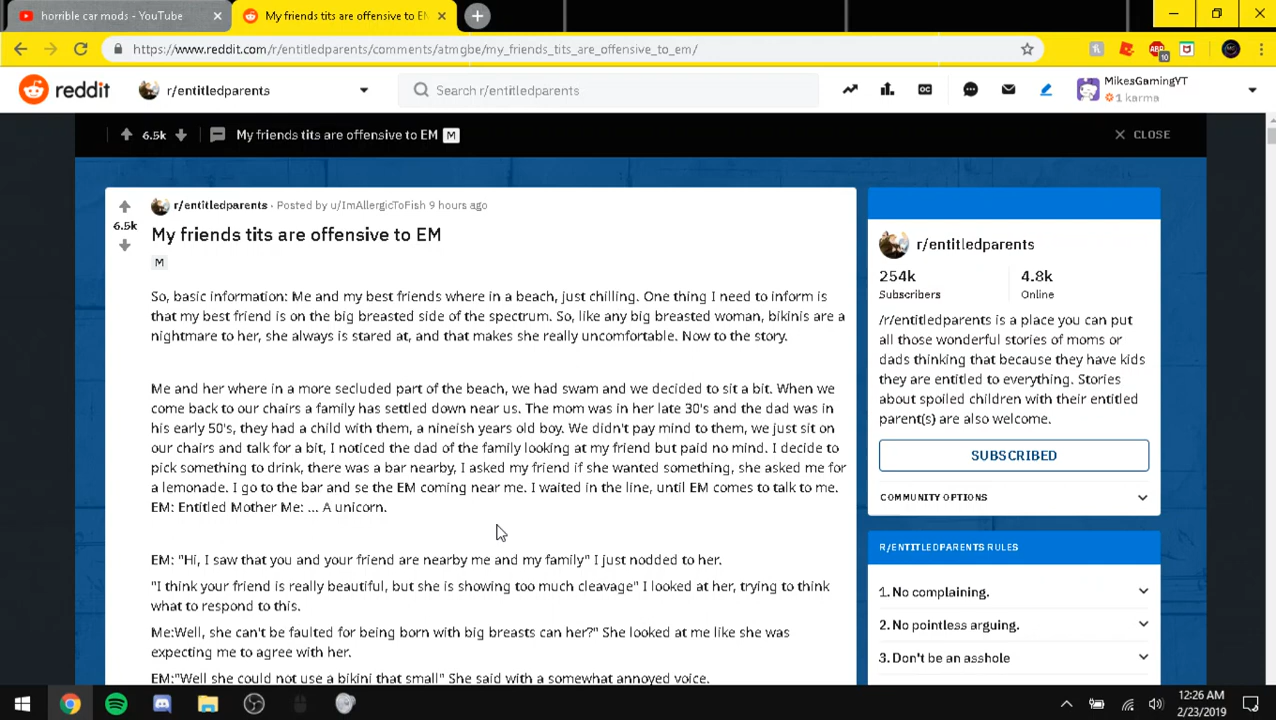 horrible car mods - YouTube
My friends tits are offensive to EN
https://www.reddit.com/r/entitledparents/comments/atmgbe/my_friends_tits_are_offensive_to_em/
10
reddit
r/entitledparents
Search r/entitledparents
MikesGamingYT
1 karma
6.5k
My friends tits are offensive to EM
M
CLOSE
r/entitledparents · Posted by u/ImAllergicToFish 9 hours ago
6.5k
My friends tits are offensive to EM
M
So, basic information: Me and my best friends where in a beach, just chilling. One thing I need to inform is
that my best friend is on the big breasted side of the spectrum. So, like any big breasted woman, bikinis are a
nightmare to her, she always is stared at, and that makes she really uncomfortable. Now to the story.
Me and her where in a more secluded part of the beach, we had swam and we decided to sit a bit. When we
come back to our chairs a family has settled down near us. The mom was in her late 30's and the dad was in
his early 50's, they had a child with them, a nineish years old boy. We didn't pay mind to them, we just sit on
our chairs and talk for a bit, I noticed the dad of the family looking at my friend but paid no mind. I decide to
pick something to drink, there was a bar nearby, I asked my friend if she wanted something, she asked me for
a lemonade. I go to the bar and se the EM coming near me. I waited in the line, until EM comes to talk to me.
EM: Entitled Mother Me: ... A unicorn.
EM: "Hi, I saw that you and your friend are nearby me and my family" I just nodded to her.
"I think your friend is really beautiful, but she is showing too much cleavage" I looked at her, trying to think
what to respond to this.
Me:Well, she can't be faulted for being born with big breasts can her?" She looked at me like she was
expecting me to agree with her.
EM:"Well she could not use a bikini that small" She said with a somewhat annoyed voice.
r/entitledparents
254k
4.8k
Subscribers
Online
/r/entitledparents is a place you can put
all those wonderful stories of moms or
dads thinking that because they have kids
they are entitled to everything. Stories
about spoiled children with their entitled
parent(s) are also welcome.
SUBSCRIBED
COMMUNITY OPTIONS
R/ENTITLEDPARENTS RULES
1. No complaining.
2. No pointless arguing.
3. Don't be an asshole
12:26 AM
2/23/2019